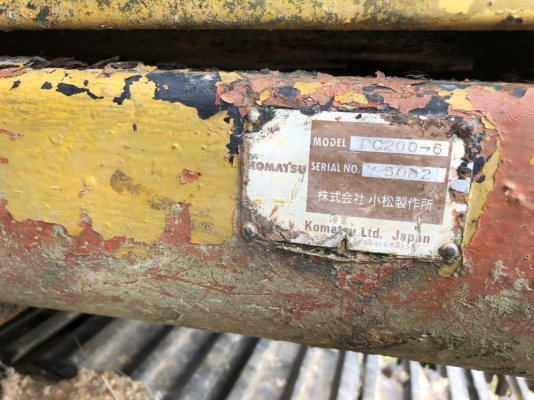 MODEL PC200-6
KOMATSU
SERIAL NO.
株式会社 小松製作所
Komatsu Ltd. Japan